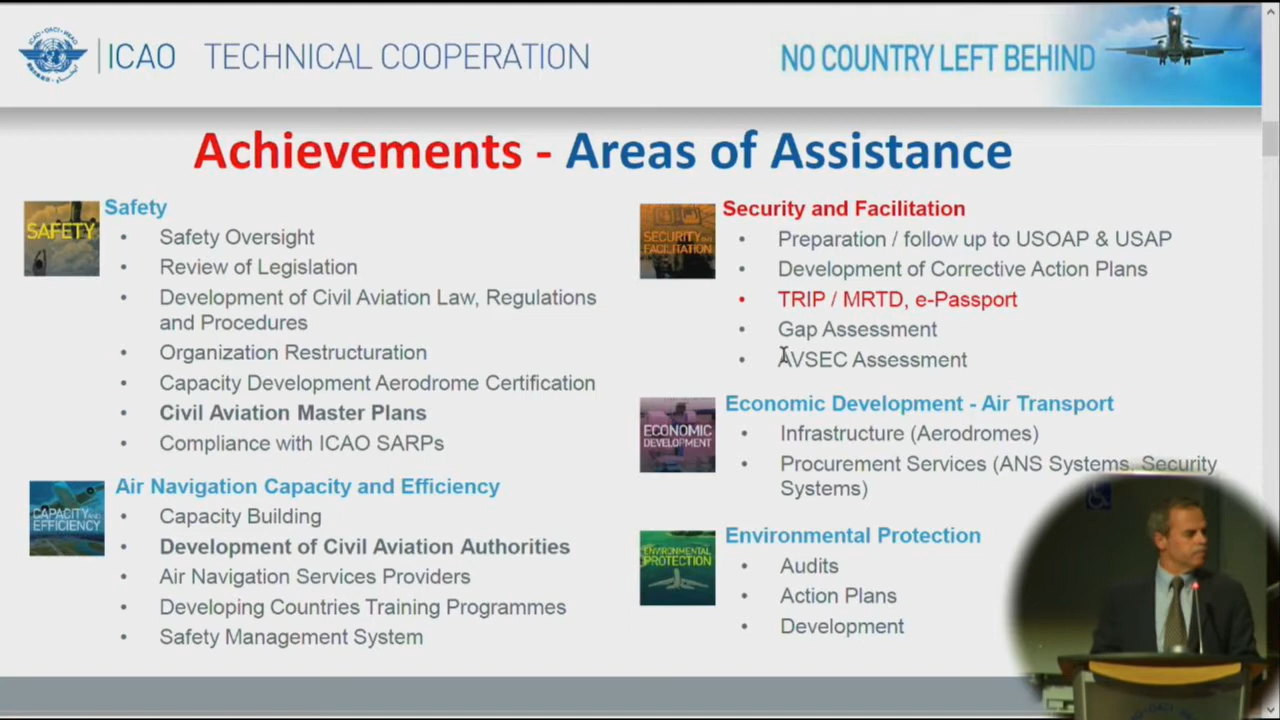 ICAO TECHNICAL COOPERATION
NO COUNTRY LEFT BEHIND
Achievements - Areas of Assistance
SAFETY
Safety
• Safety Oversight
• Review of Legislation
• Development of Civil Aviation Law, Regulations
and Procedures
• Organization Restructuration
• Capacity Development Aerodrome Certification
• Civil Aviation Master Plans
• Compliance with ICAO SARPs
CAPACITY AND
EFFICIENCY
Air Navigation Capacity and Efficiency
• Capacity Building
• Development of Civil Aviation Authorities
• Air Navigation Services Providers
• Developing Countries Training Programmes
• Safety Management System
SECURITY AND
FACILITATION
Security and Facilitation
• Preparation / follow up to USOAP & USAP
• Development of Corrective Action Plans
• TRIP / MRTD, e-Passport
• Gap Assessment
• AVSEC Assessment
ECONOMIC
DEVELOPMENT
Economic Development - Air Transport
• Infrastructure (Aerodromes)
• Procurement Services (ANS Systems, Security
Systems)
ENVIRONMENTAL
PROTECTION
Environmental Protection
• Audits
• Action Plans
• Development